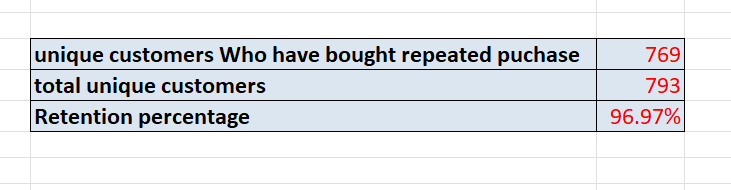 unique customers Who have bought repeated puchase 769
total unique customers 793
Retention percentage 96.97%